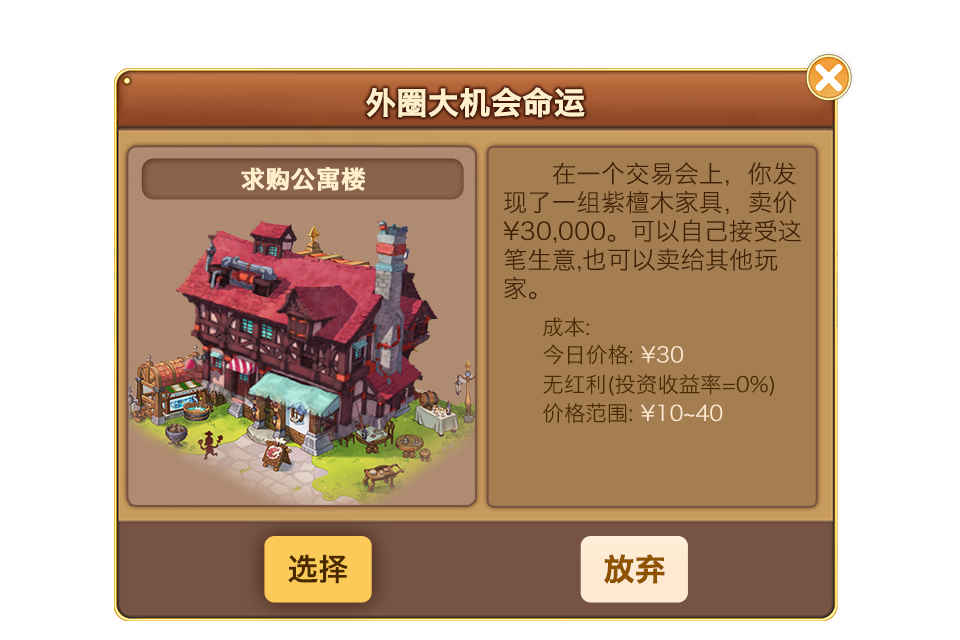 外圈大机会命运
求购公寓楼
在一个交易会上，你发
现了一组紫檀木家具，卖价
¥30,000。可以自己接受这
笔生意,也可以卖给其他玩
家。
成本:
今日价格: ¥30
无红利(投资收益率=0%)
价格范围: ¥10~40
选择
放弃